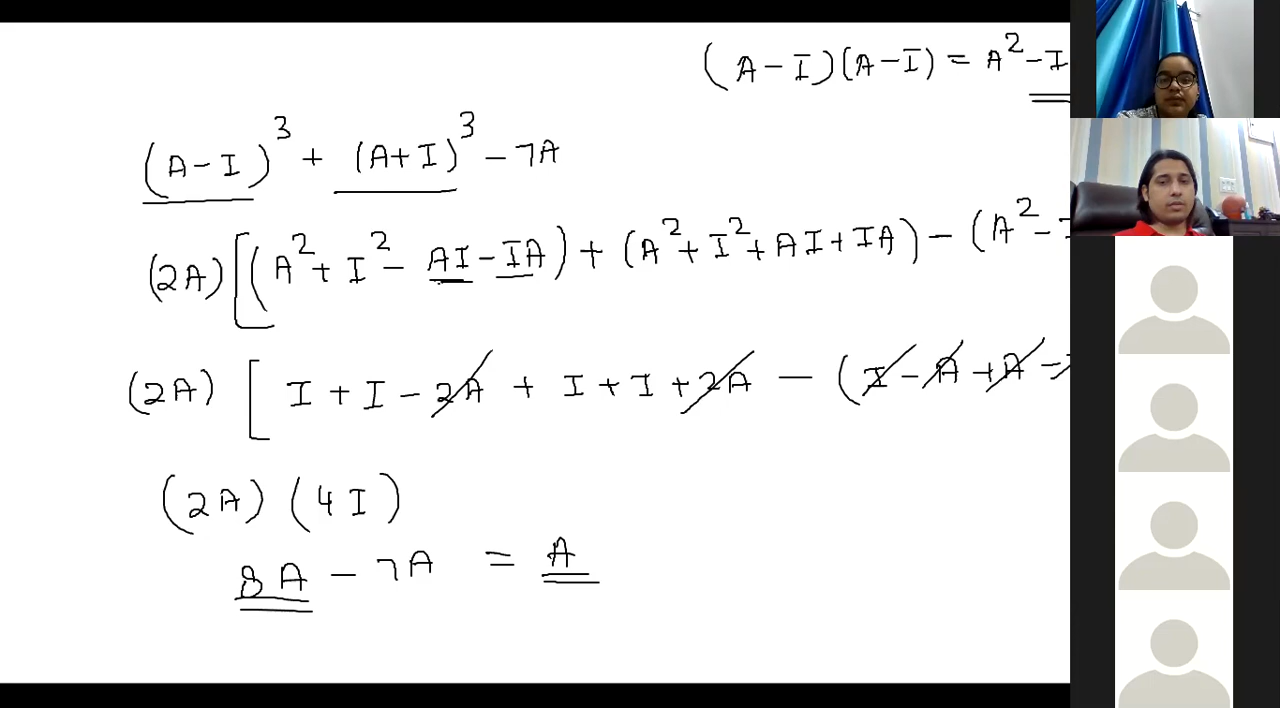 (A-I)(A-I) = A² - I
(A-I)³ + (A+I)³ - 7A
(2A)[(A² + I² - AI - IA) + (A² + I² + AI + IA) - (A² -
(2A) [ I + I - 2A + I + I + 2A - (I - A + A -
(2A) (4I)
8A - 7A = A